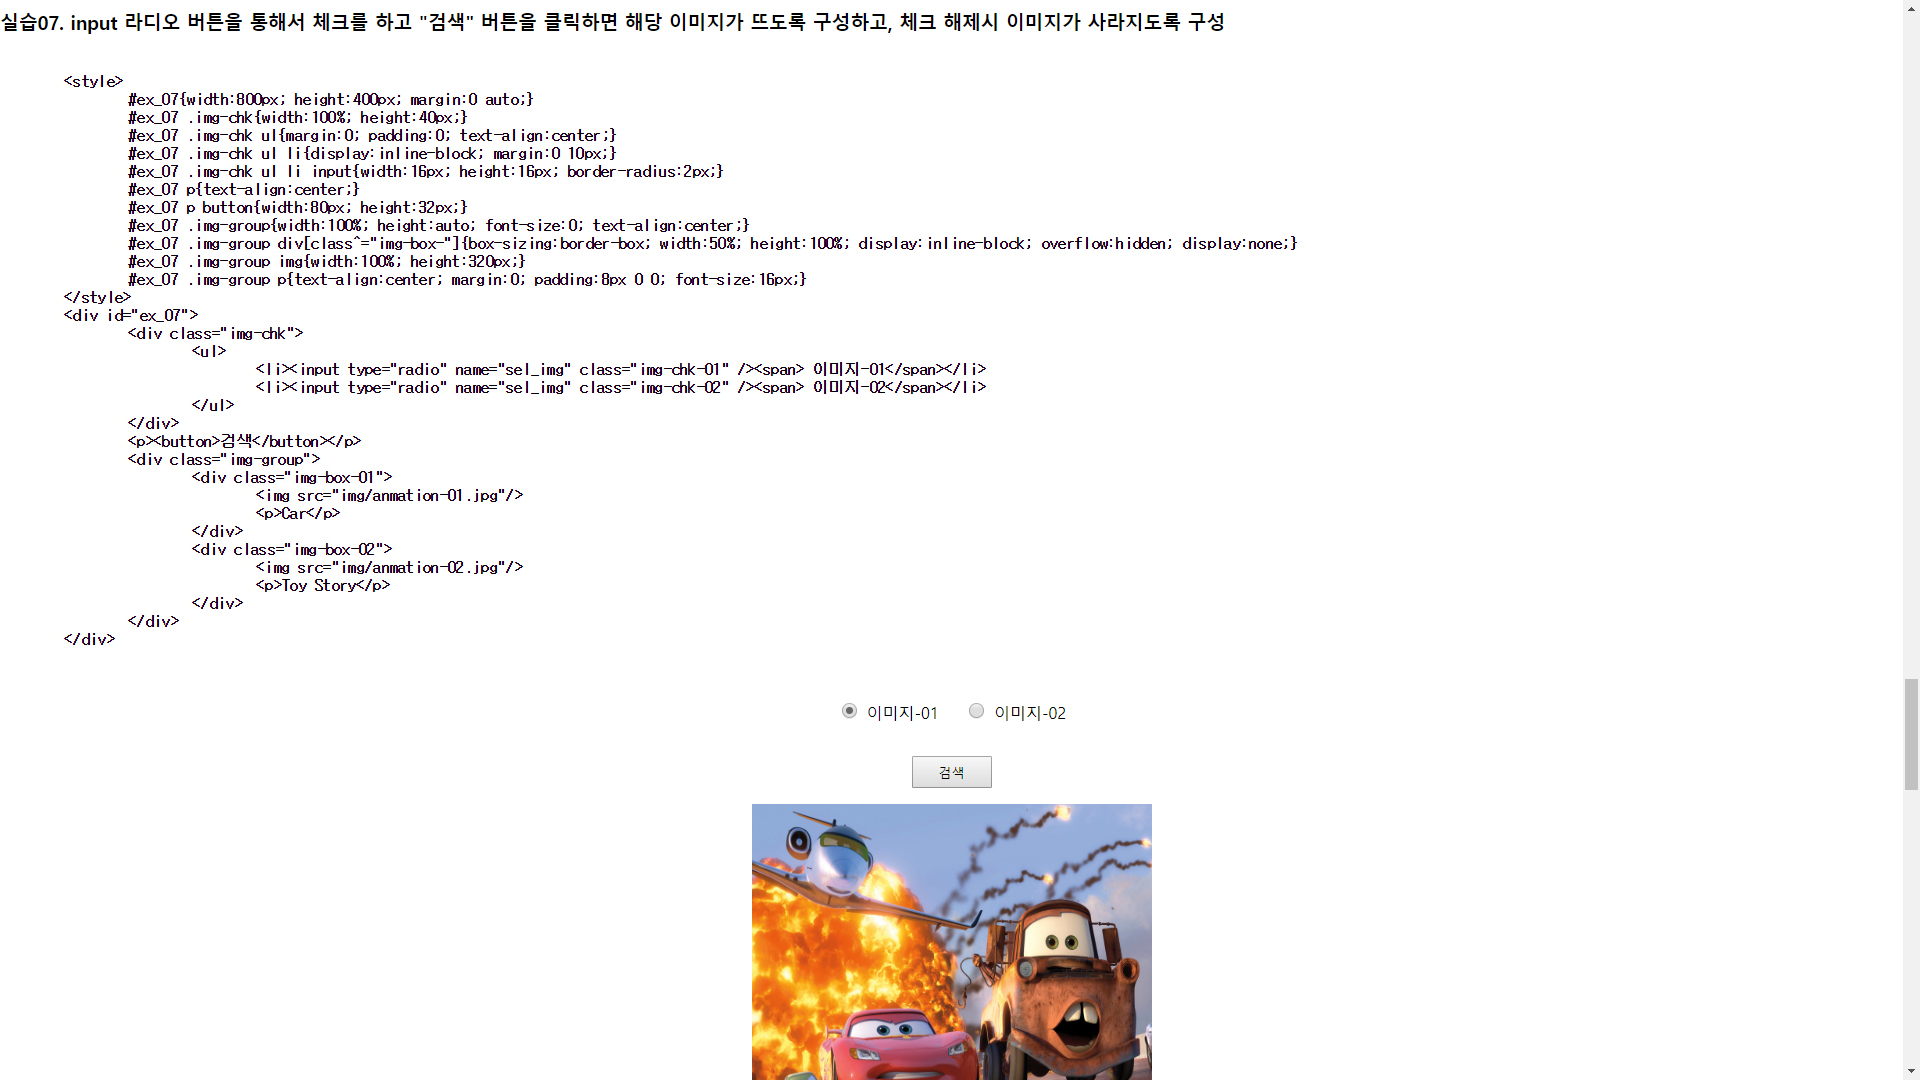 실습07. input 라디오 버튼을 통해서 체크를 하고 "검색" 버튼을 클릭하면 해당 이미지가 뜨도록 구성하고, 체크 해제시 이미지가 사라지도록 구성
<style>
#ex_07{width:800px; height:400px; margin:0 auto;}
#ex_07 .img-chk{width:100%; height:40px;}
#ex_07 .img-chk ul{margin:0; padding:0; text-align:center;}
#ex_07 .img-chk ul li{display:inline-block; margin:0 10px;}
#ex_07 .img-chk ul li input{width:16px; height:16px; border-radius:2px;}
#ex_07 p{text-align:center;}
#ex_07 p button{width:80px; height:32px;}
#ex_07 .img-group{width:100%; height:auto; font-size:0; text-align:center;}
#ex_07 .img-group div[class^="img-box-"]{box-sizing:border-box; width:50%; height:100%; display:inline-block; overflow:hidden; display:none;}
#ex_07 .img-group img{width:100%; height:320px;}
#ex_07 .img-group p{text-align:center; margin:0; padding:8px 0 0; font-size:16px;}
</style>
<div id="ex_07">
<div class="img-chk">
<ul>
<li><input type="radio" name="sel_img" class="img-chk-01" /><span> 이미지-01</span></li>
<li><input type="radio" name="sel_img" class="img-chk-02" /><span> 이미지-02</span></li>
</ul>
</div>
<p><button>검색</button></p>
<div class="img-group">
<div class="img-box-01">
<img src="img/anmation-01.jpg"/>
<p>Car</p>
</div>
<div class="img-box-02">
<img src="img/anmation-02.jpg"/>
<p>Toy Story</p>
</div>
</div>
</div>
이미지-01 이미지-02
검색